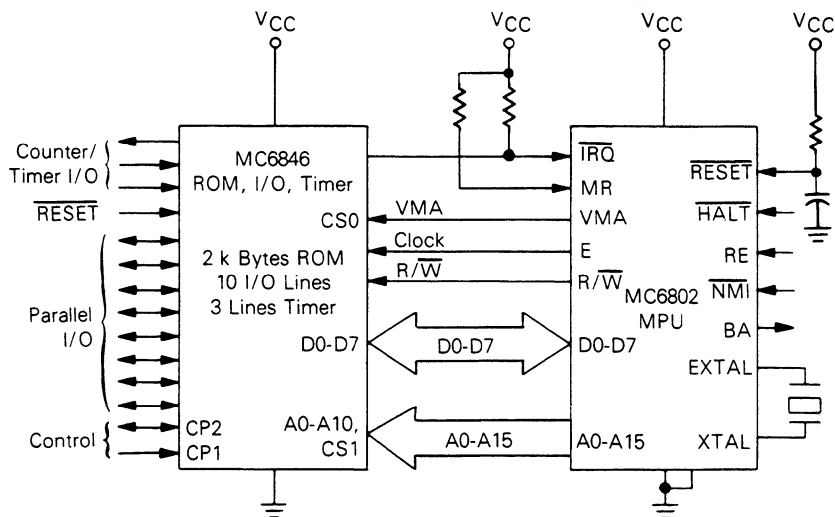 VCC
VCC
VCC
VCC
Counter/
Timer I/O
RESET
Parallel
I/O
Control
MC6846
ROM, I/O, Timer
CS0
2 k Bytes ROM
10 I/O Lines
3 Lines Timer
D0-D7
A0-A10,
CS1
CP2
CP1
VMA
Clock
R/W
D0-D7
A0-A15
IRQ
MR
VMA
E
R/W
MC6802
MPU
D0-D7
A0-A15
RESET
HALT
RE
NMI
BA
EXTAL
XTAL